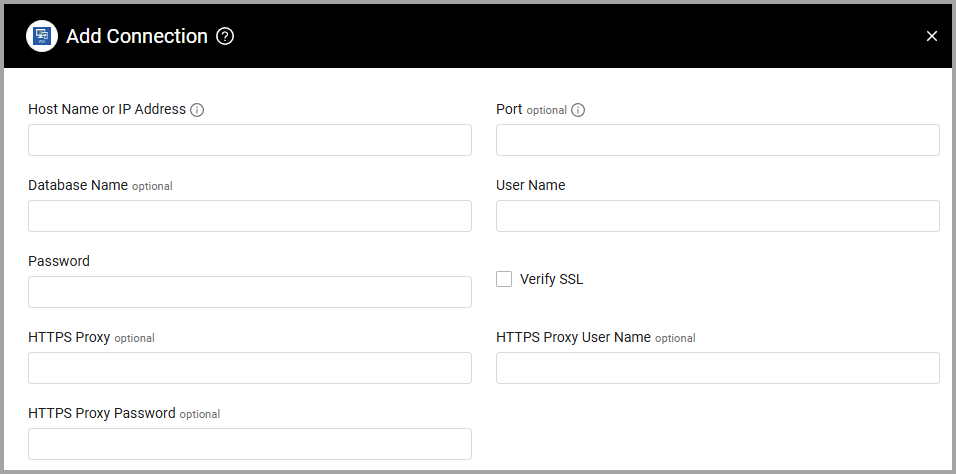 Add Connection
Host Name or IP Address
Port optional
Database Name optional
User Name
Password
Verify SSL
HTTPS Proxy optional
HTTPS Proxy User Name optional
HTTPS Proxy Password optional